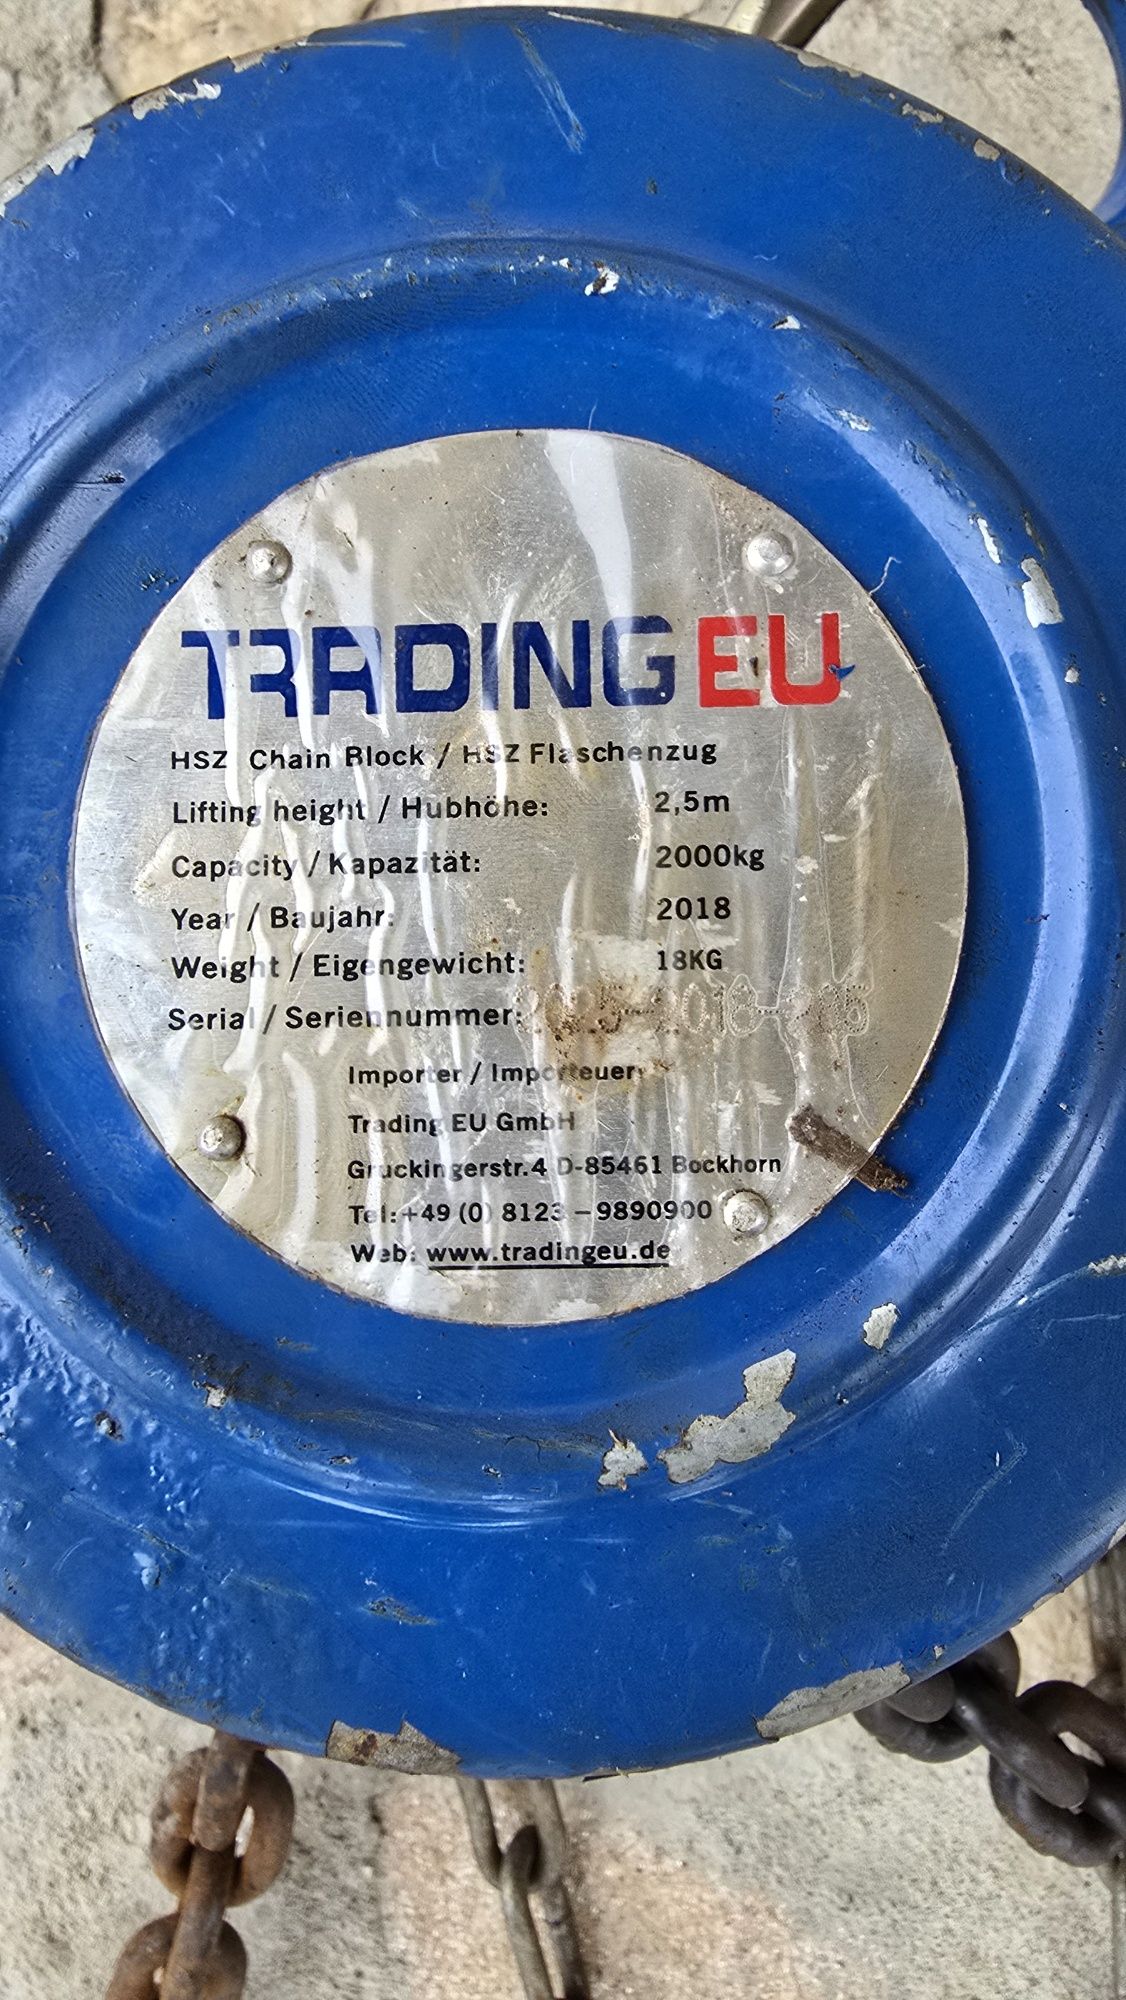 TRADING EU
HSZ Chain Block / HSZ Flaschenzug
Lifting height / Hubhöhe: 2,5m
Capacity / Kapazität: 2000kg
Year / Baujahr: 2018
Weight / Eigengewicht: 18KG
Serial / Seriennummer:
Importer / Importeuer:
Trading EU GmbH
Gruckingerstr.4 D-85461 Bockhorn
Tel:+49 (0) 8123 – 9890900
Web: www.tradingeu.de